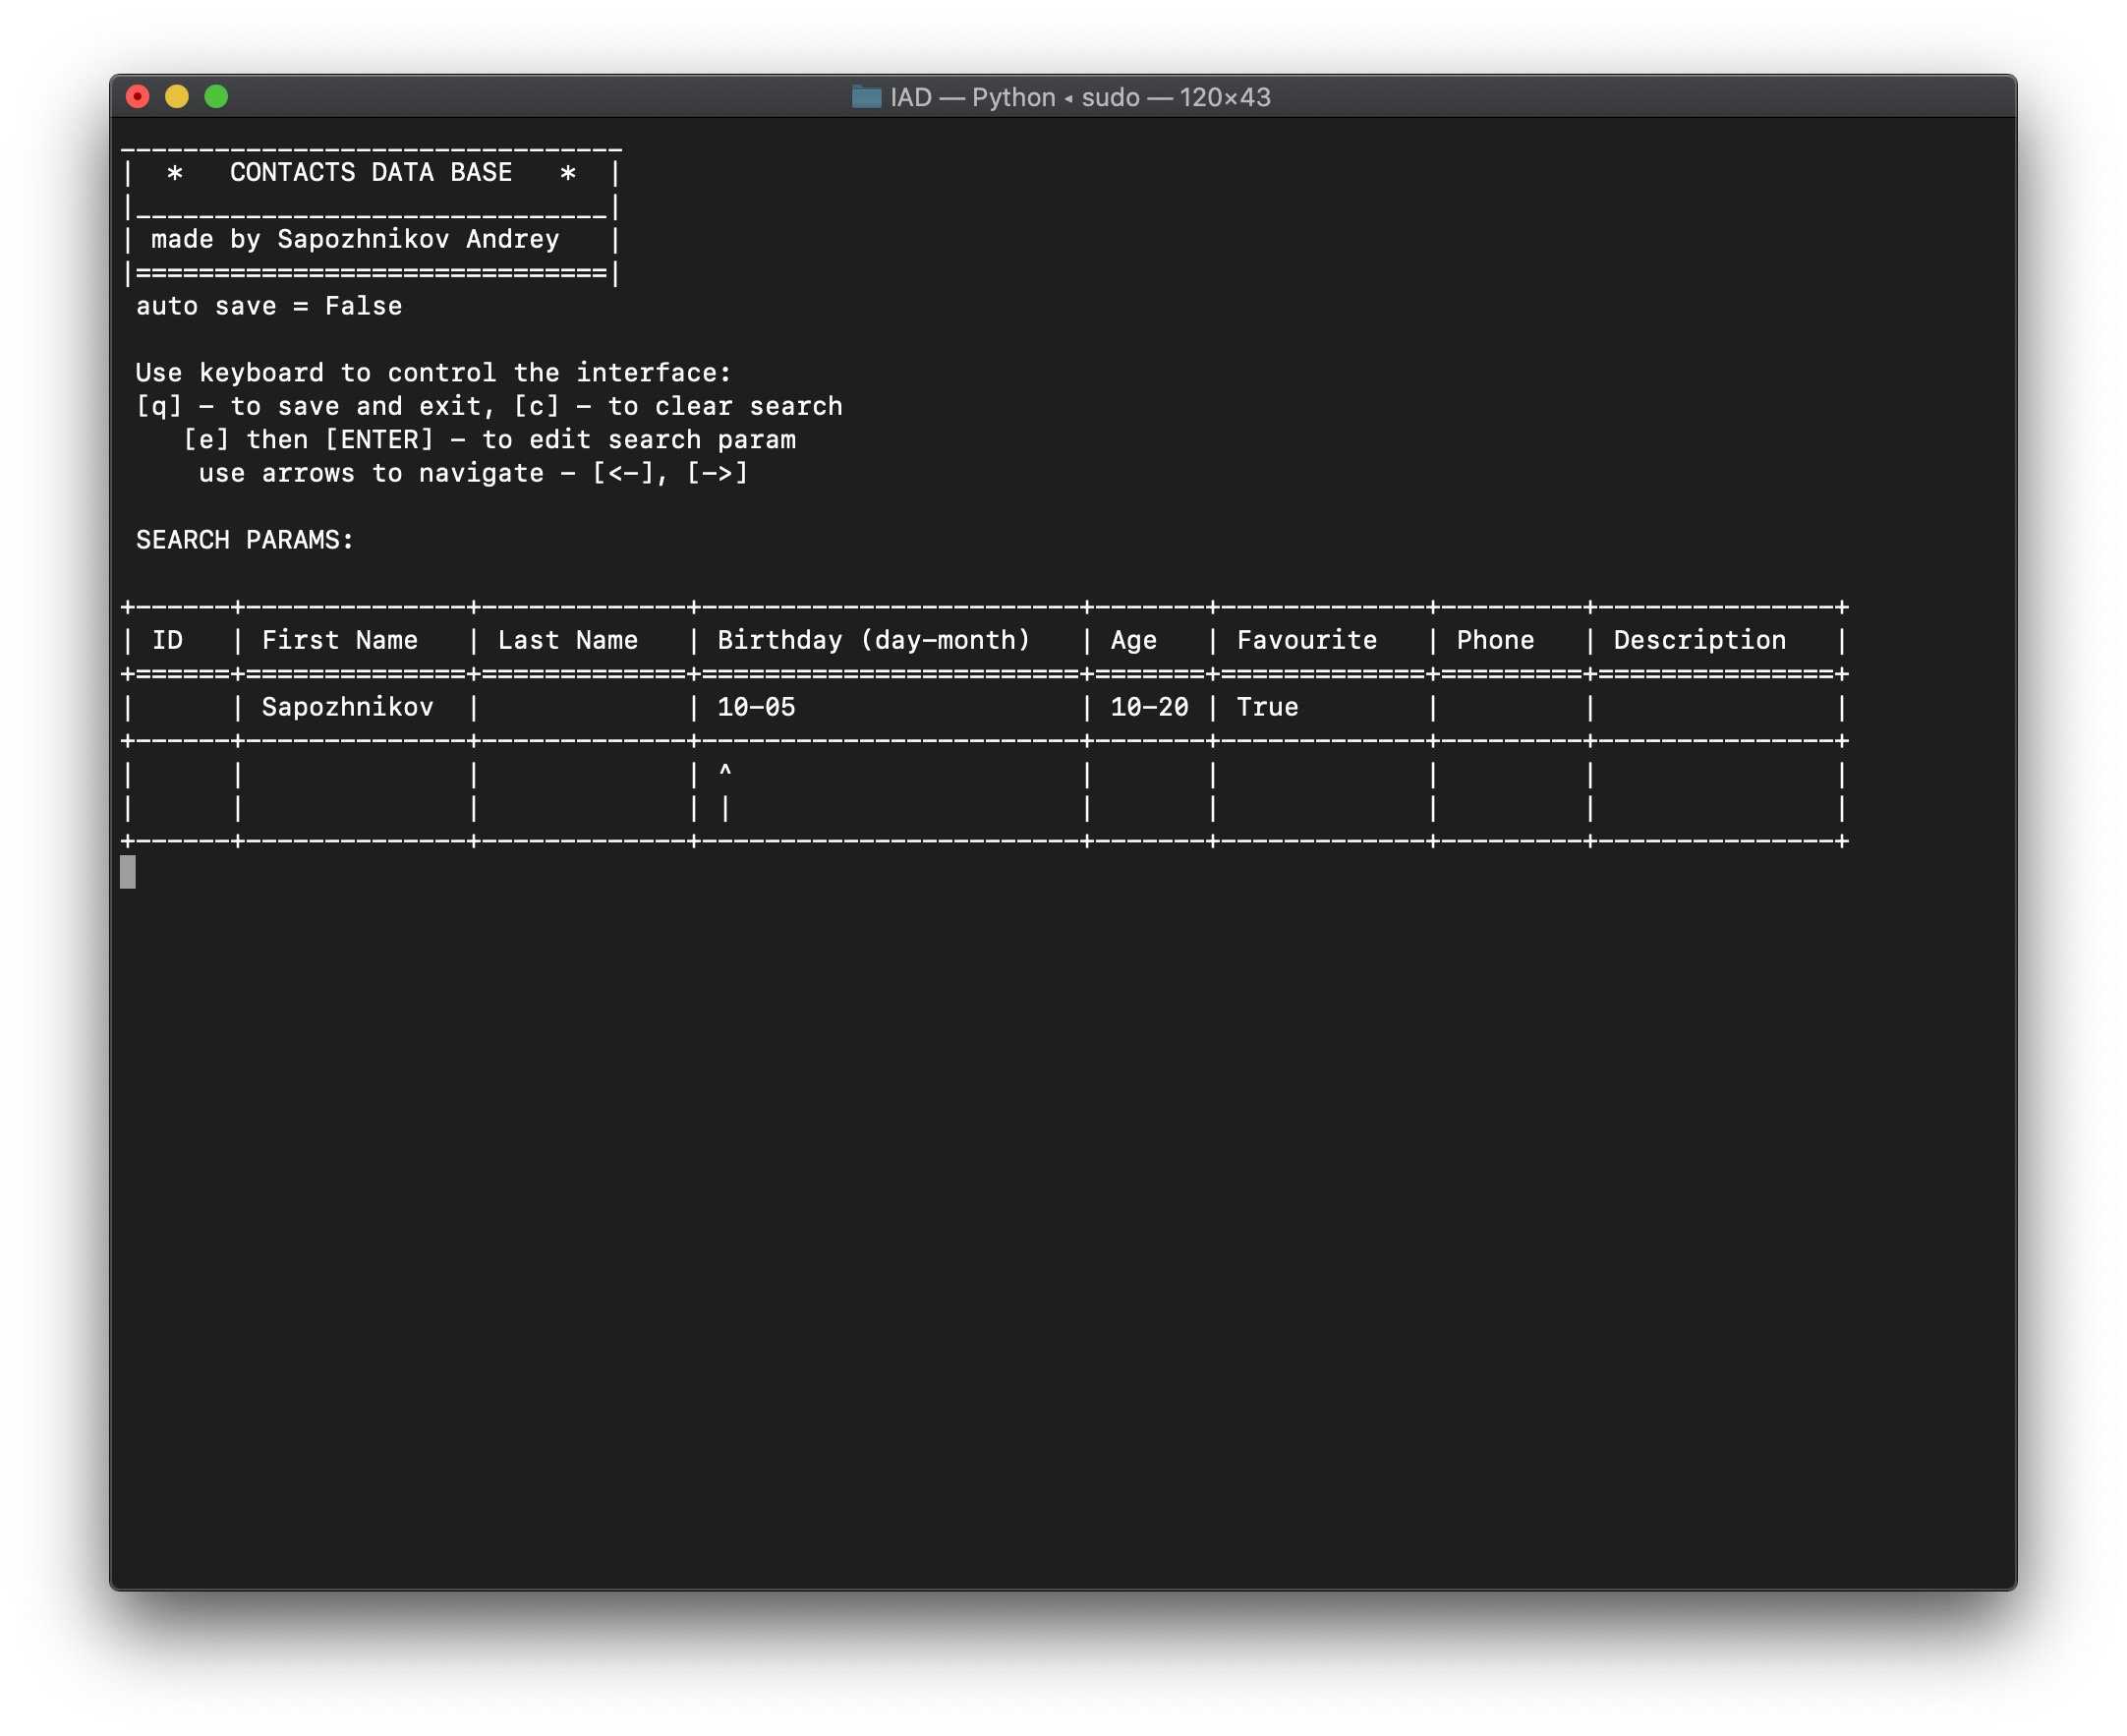 IAD — Python ◂ sudo — 120×43
_______________________________
|  *   CONTACTS DATA BASE   *  |
|______________________________|
| made by Sapozhnikov Andrey   |
|==============================|
 auto save = False
 Use keyboard to control the interface:
 [q] - to save and exit, [c] - to clear search
    [e] then [ENTER] - to edit search param
     use arrows to navigate - [<-], [->]
 SEARCH PARAMS:
+------+--------------+-------------+------------------------+-------+-------------+---------+---------------+
| ID   | First Name   | Last Name   | Birthday (day-month)   | Age   | Favourite   | Phone   | Description   |
+======+==============+=============+========================+=======+=============+=========+===============+
|      | Sapozhnikov  |             | 10-05                  | 10-20 | True        |         |               |
+------+--------------+-------------+------------------------+-------+-------------+---------+---------------+
|      |              |             | ^                      |       |             |         |               |
|      |              |             | |                      |       |             |         |               |
+------+--------------+-------------+------------------------+-------+-------------+---------+---------------+